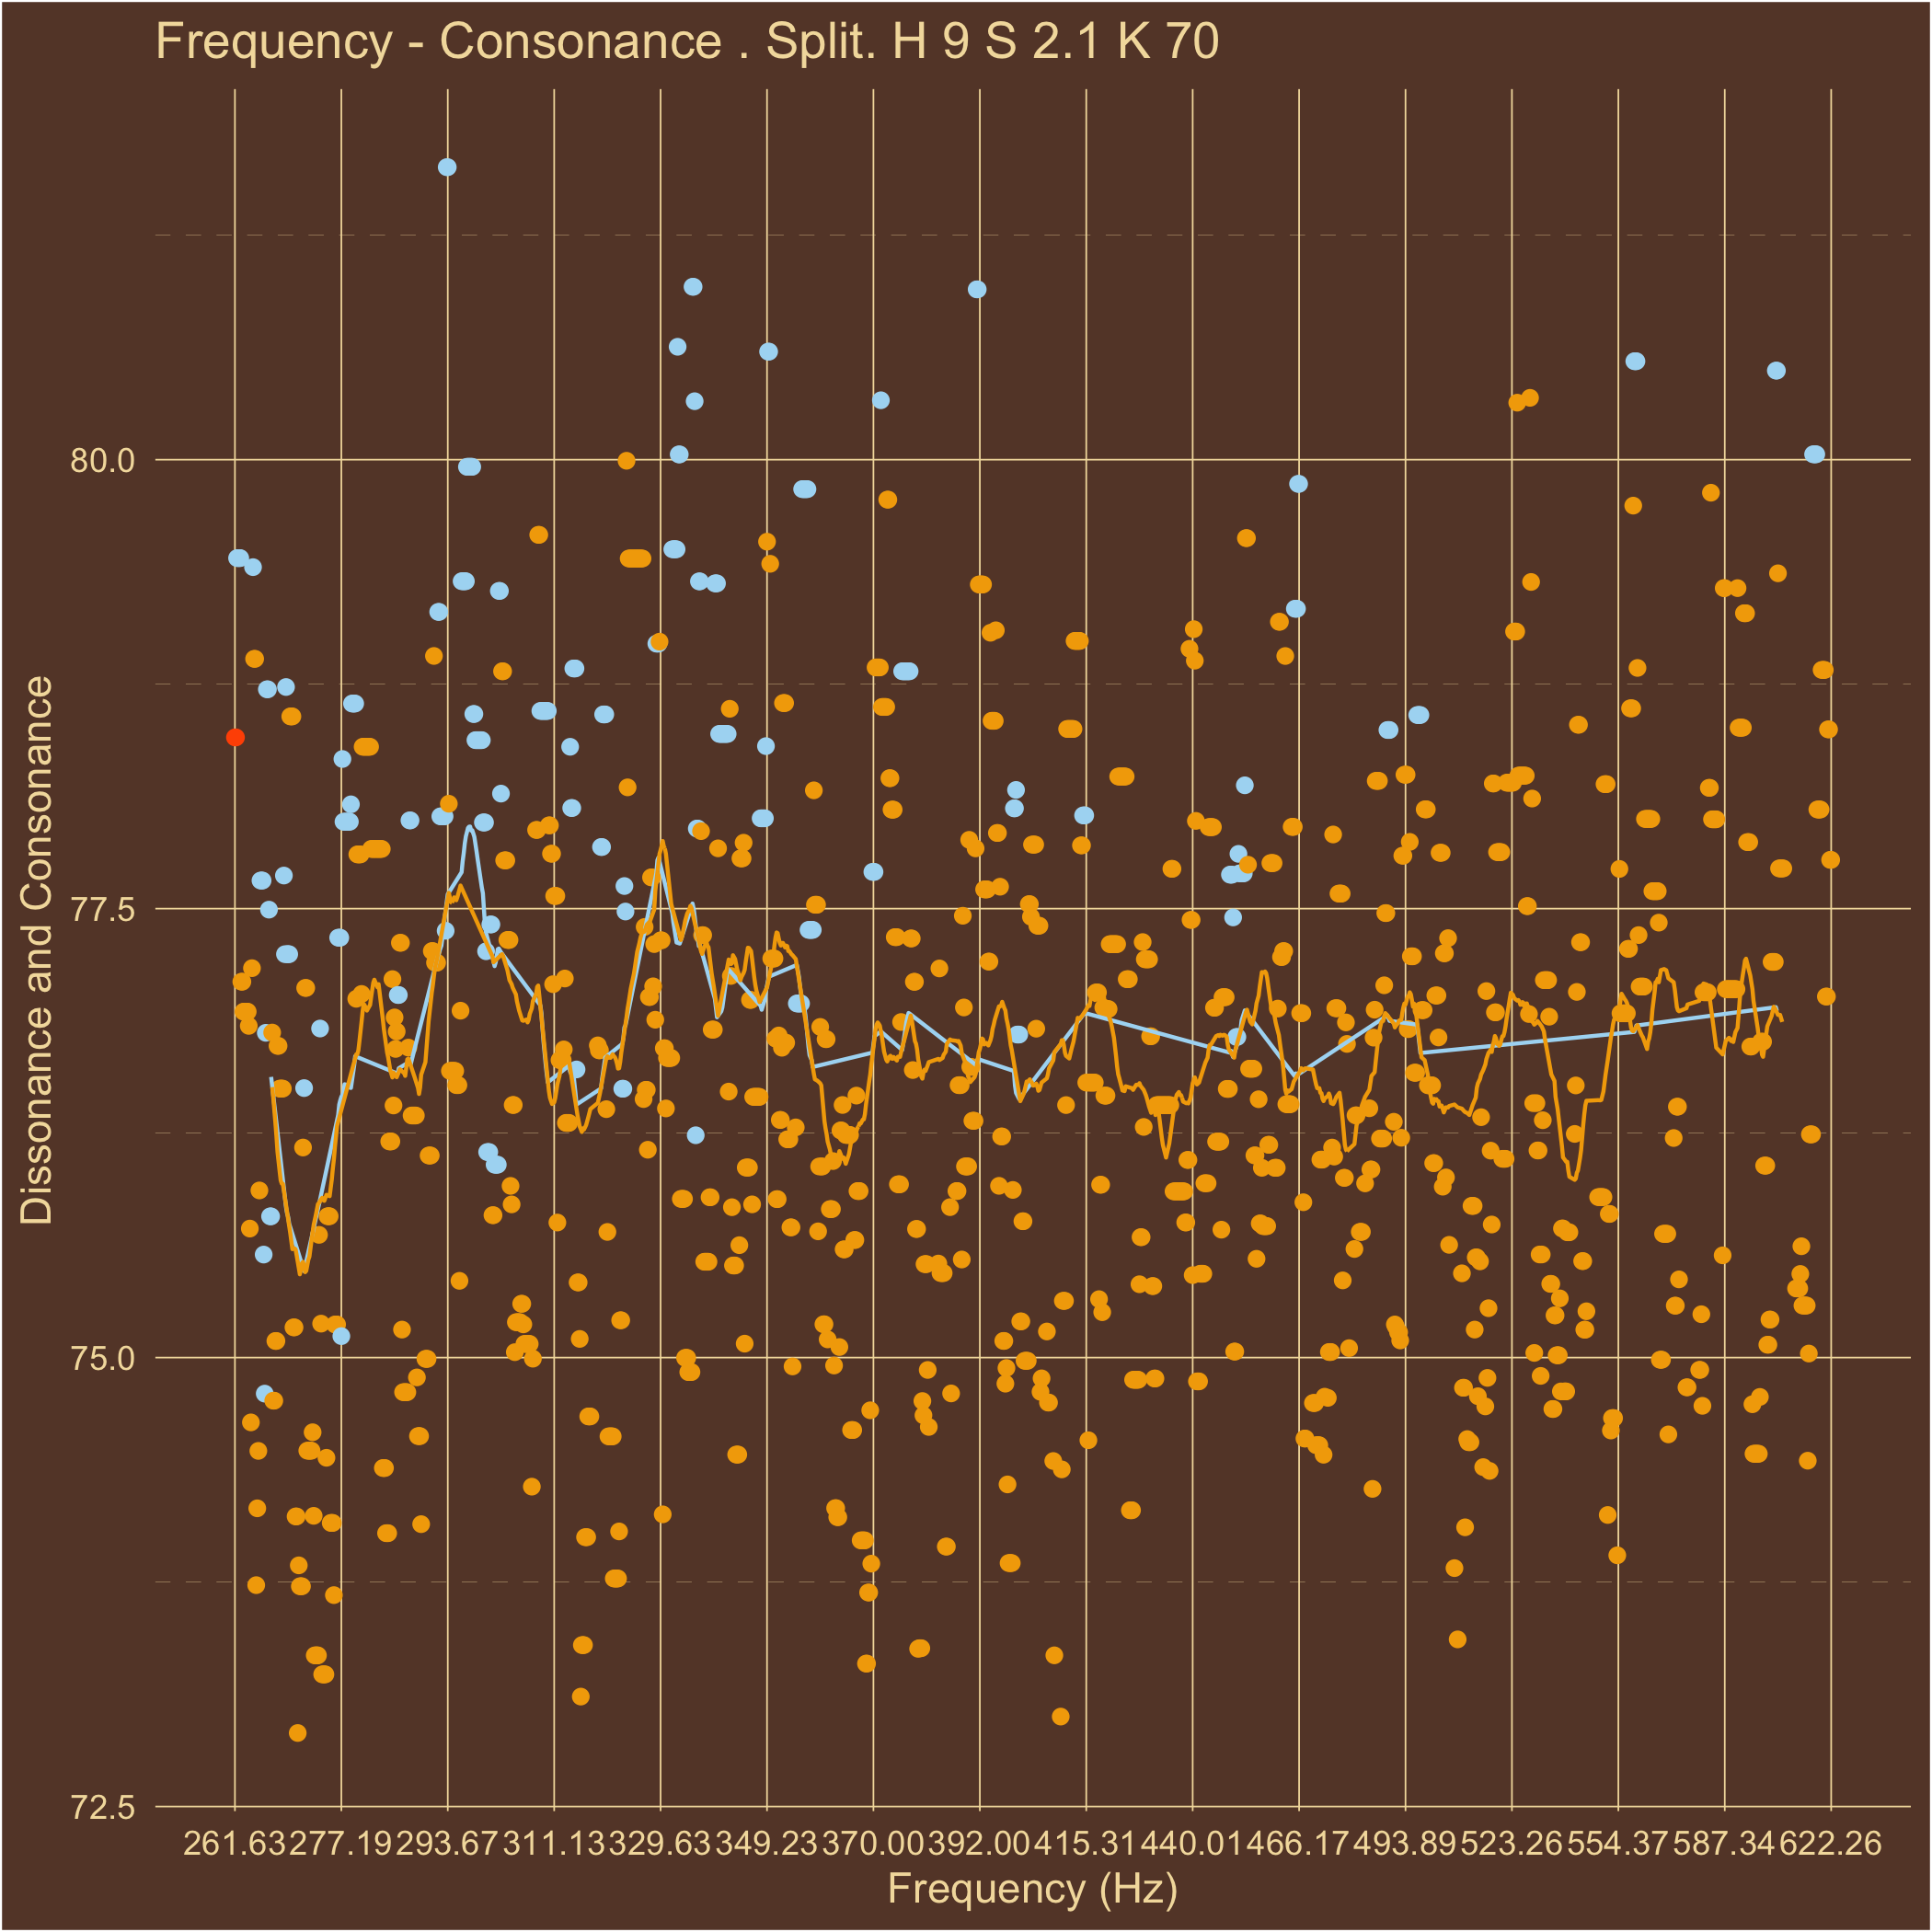 Frequency - Consonance . Split. H 9 S 2.1 K 70
Dissonance and Consonance
80.0
77.5
75.0
72.5
261.63 277.19 293.67 311.13 329.63 349.23 370.00 392.00 415.31 440.01 466.17 493.89 523.26 554.37 587.34 622.26
Frequency (Hz)